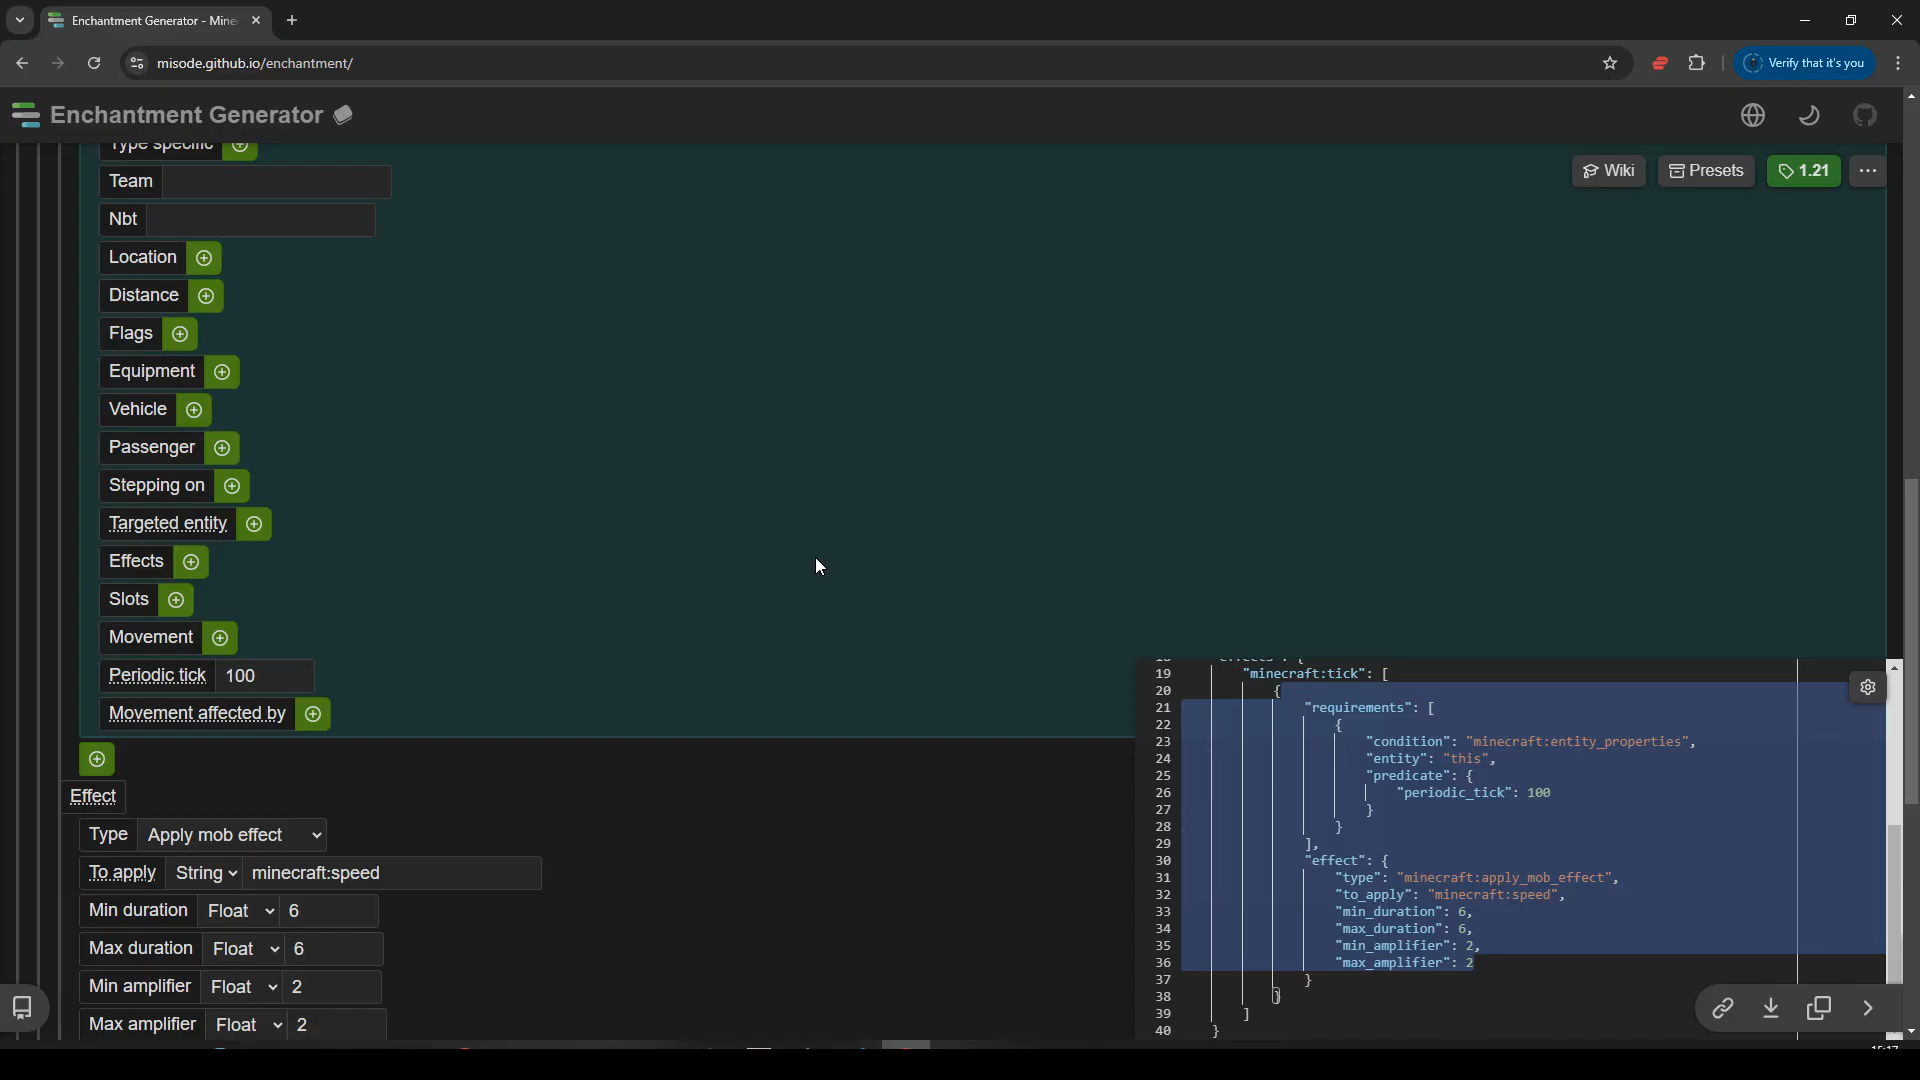 Enchantment Generator - Mine
misode.github.io/enchantment/
Verify that it's you
Enchantment Generator
Type specific
Wiki
Presets
1.21
Team
Nbt
Location
Distance
Flags
Equipment
Vehicle
Passenger
Stepping on
Targeted entity
Effects
Slots
Movement
Periodic tick 100
Movement affected by
Effect
Type Apply mob effect
To apply String minecraft:speed
Min duration Float 6
Max duration Float 6
Min amplifier Float 2
Max amplifier Float 2
19 "minecraft:tick": [
20 {
21 "requirements": [
22 {
23 "condition": "minecraft:entity_properties",
24 "entity": "this",
25 "predicate": {
26 "periodic_tick": 100
27 }
28 }
29 ],
30 "effect": {
31 "type": "minecraft:apply_mob_effect",
32 "to_apply": "minecraft:speed",
33 "min_duration": 6,
34 "max_duration": 6,
35 "min_amplifier": 2,
36 "max_amplifier": 2
37 }
38 }
39 ]
40 }